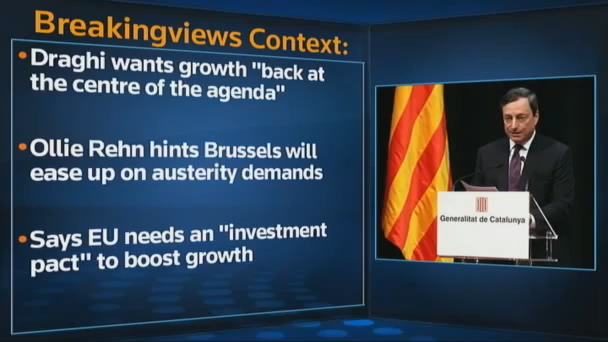 Breakingviews Context:
•Draghi wants growth "back at
the centre of the agenda"
•Ollie Rehn hints Brussels will
ease up on austerity demands
•Says EU needs an "investment
pact" to boost growth
Generalitat de Catalunya